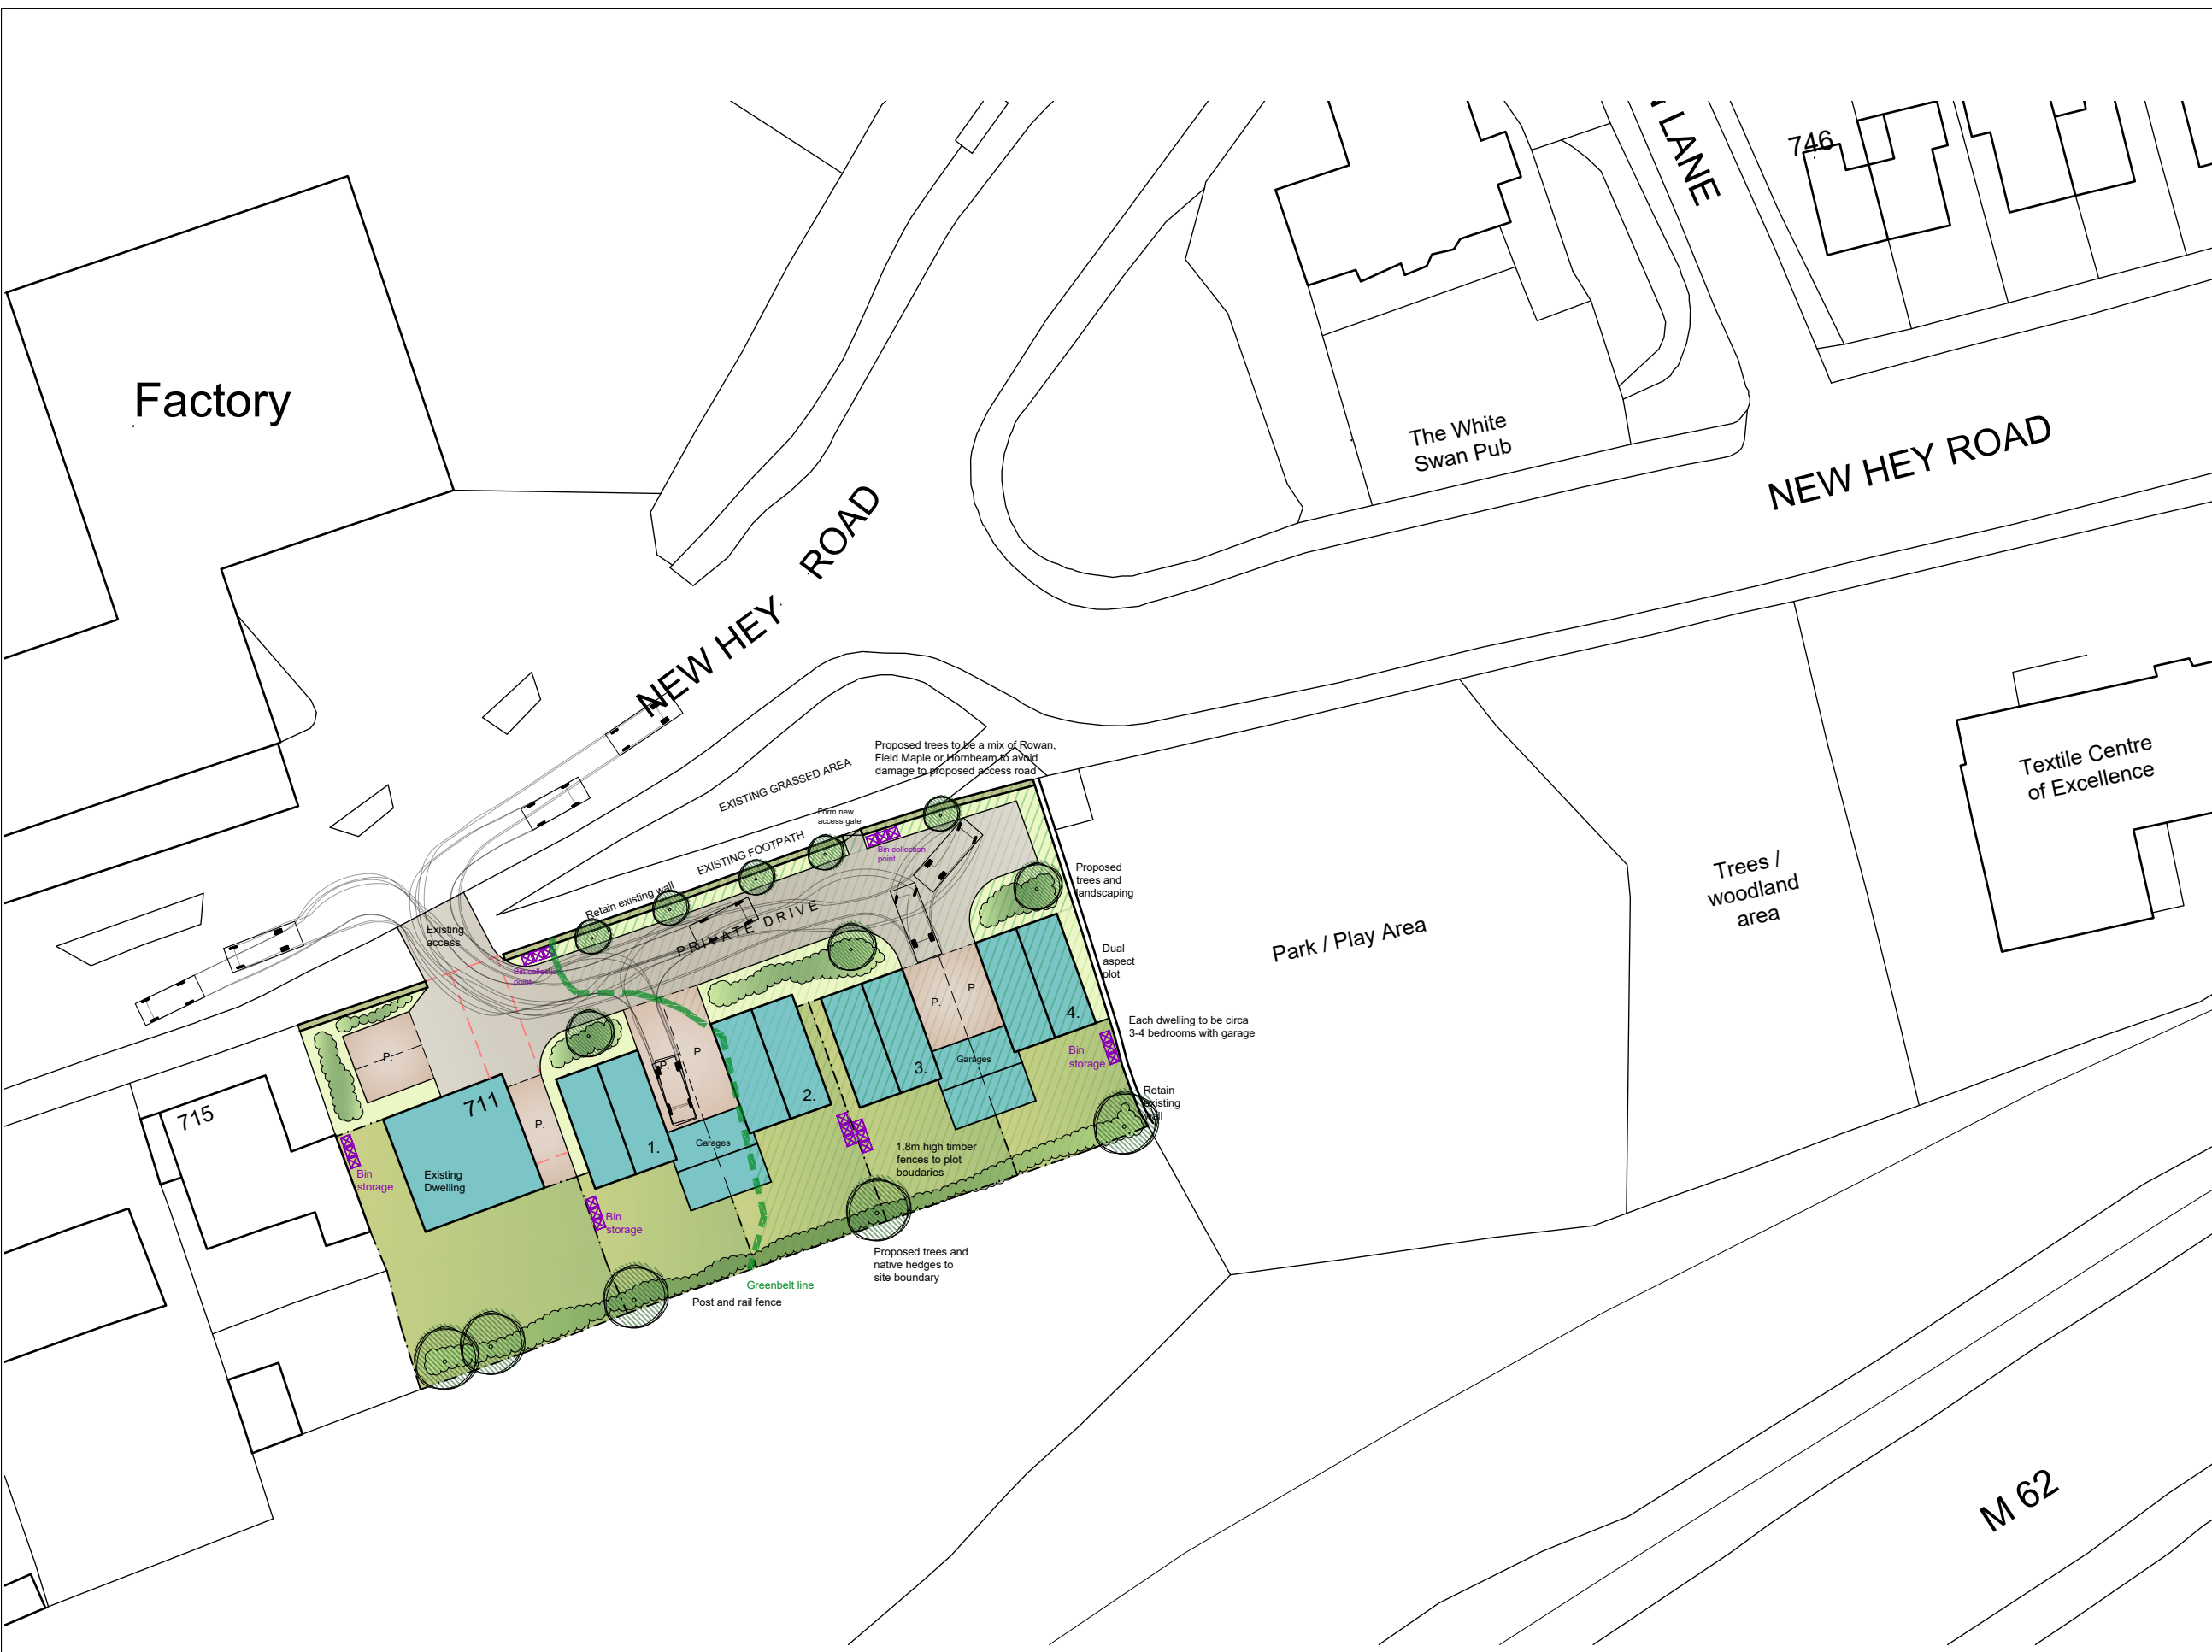 LANE
746
Factory
The White
Swan Pub
NEW HEY ROAD
NEW HEY ROAD
Textile Centre
of Excellence
Proposed trees to be a mix of Rowan,
Field Maple or Hornbeam to avoid
damage to proposed access road
EXISTING GRASSED AREA
Form new
access gate
EXISTING FOOTPATH
Bin collection
point
Retain existing wall
PRIVATE DRIVE
Existing
access
Bin collection
point
Proposed
trees and
landscaping
Trees /
woodland
area
Park / Play Area
Dual
aspect
plot
P.
P.
4.
Each dwelling to be circa
3-4 bedrooms with garage
Bin
storage
Garages
3.
P.
P.
P.
2.
Retain
existing
wall
715
711
P.
1.
Garages
1.8m high timber
fences to plot
boudaries
Bin
storage
Existing
Dwelling
Bin
storage
Proposed trees and
native hedges to
site boundary
Greenbelt line
Post and rail fence
M 62